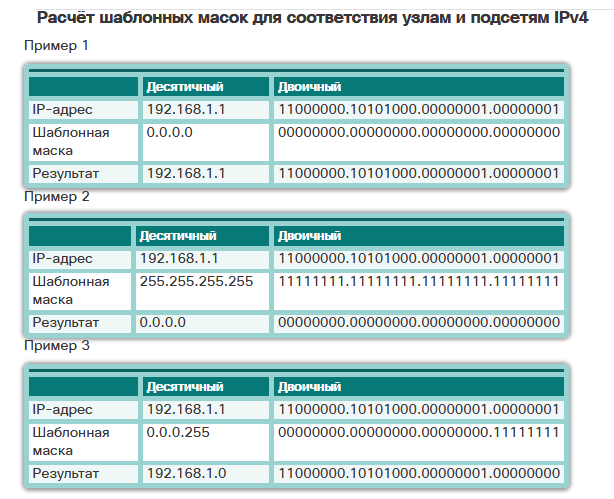 Расчёт шаблонных масок для соответствия узлам и подсетям IPv4
Пример 1
Десятичный Двоичный
IP-адрес 192.168.1.1 11000000.10101000.00000001.00000001
Шаблонная маска 0.0.0.0 00000000.00000000.00000000.00000000
Результат 192.168.1.1 11000000.10101000.00000001.00000001
Пример 2
Десятичный Двоичный
IP-адрес 192.168.1.1 11000000.10101000.00000001.00000001
Шаблонная маска 255.255.255.255 11111111.11111111.11111111.11111111
Результат 0.0.0.0 00000000.00000000.00000000.00000000
Пример 3
Десятичный Двоичный
IP-адрес 192.168.1.1 11000000.10101000.00000001.00000001
Шаблонная маска 0.0.0.255 00000000.00000000.00000000.11111111
Результат 192.168.1.0 11000000.10101000.00000001.00000000